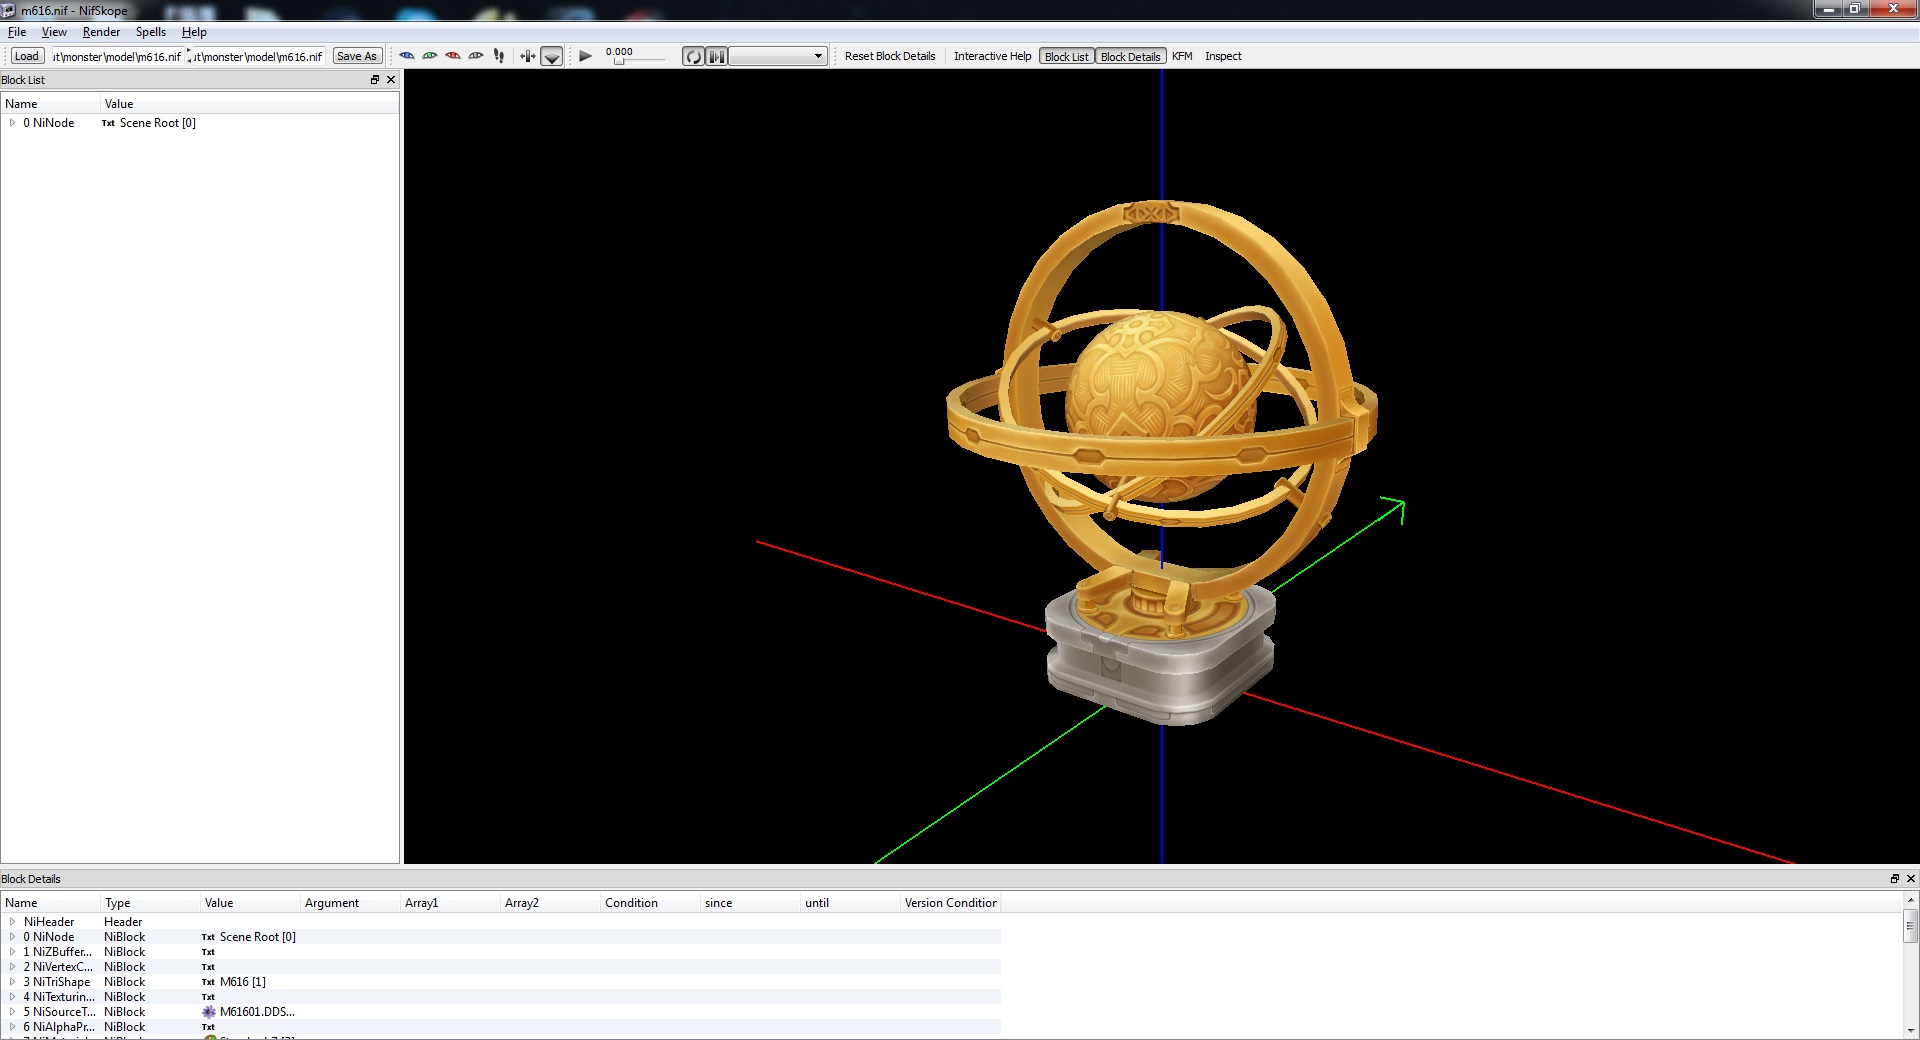 m616.nif - NifSkope
File View Render Spells Help
Load ut\monster\model\m616.nif ut\monster\model\m616.nif Save As 0.000 Reset Block Details Interactive Help Block List Block Details KFM Inspect
Block List
Name Value
0 NiNode Txt Scene Root [0]
Block Details
Name Type Value Argument Array1 Array2 Condition since until Version Condition
NiHeader Header
0 NiNode NiBlock Txt Scene Root [0]
1 NiZBuffer... NiBlock Txt
2 NiVertexC... NiBlock Txt
3 NiTriShape NiBlock Txt M616 [1]
4 NiTexturin... NiBlock Txt
5 NiSourceT... NiBlock M61601.DDS...
6 NiAlphaPr... NiBlock Txt